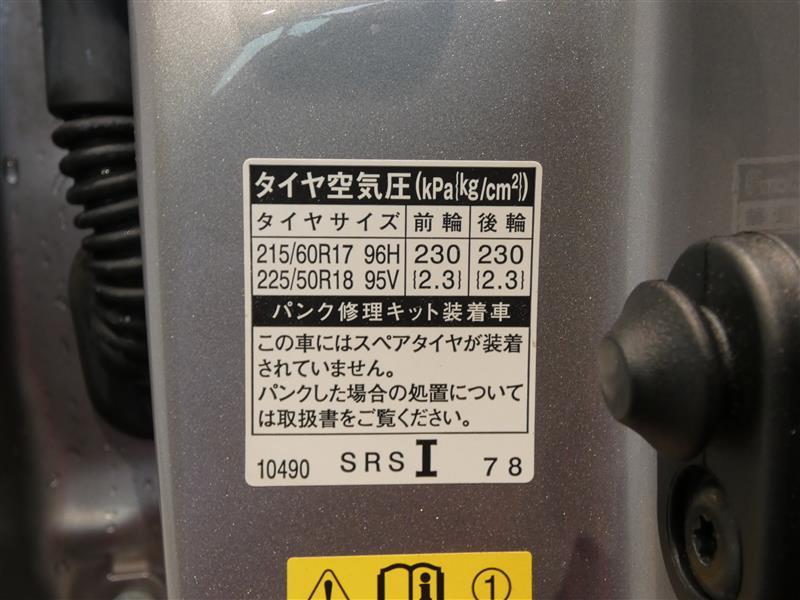 タイヤ空気圧(kPa{kg/cm²})
タイヤサイズ 前輪 後輪
215/60R17 96H 230 230
225/50R18 95V {2.3} {2.3}
パンク修理キット装着車
この車にはスペアタイヤが装着
されていません。
パンクした場合の処置について
は取扱書をご覧ください。
10490 SRS I 78
①